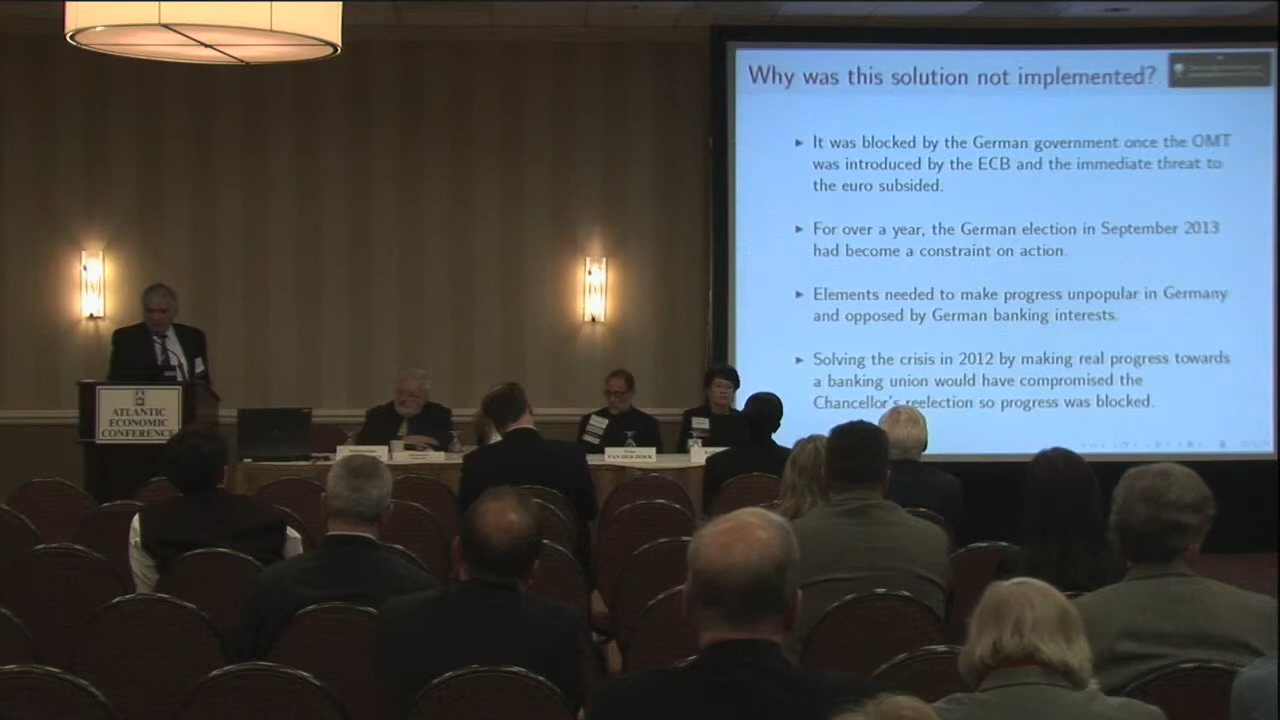 Why was this solution not implemented?
► It was blocked by the German government once the OMT
was introduced by the ECB and the immediate threat to
the euro subsided.
► For over a year, the German election in September 2013
had become a constraint on action.
► Elements needed to make progress unpopular in Germany
and opposed by German banking interests.
► Solving the crisis in 2012 by making real progress towards
a banking union would have compromised the
Chancellor's reelection so progress was blocked.
ATLANTIC
ECONOMIC
CONFERENCE